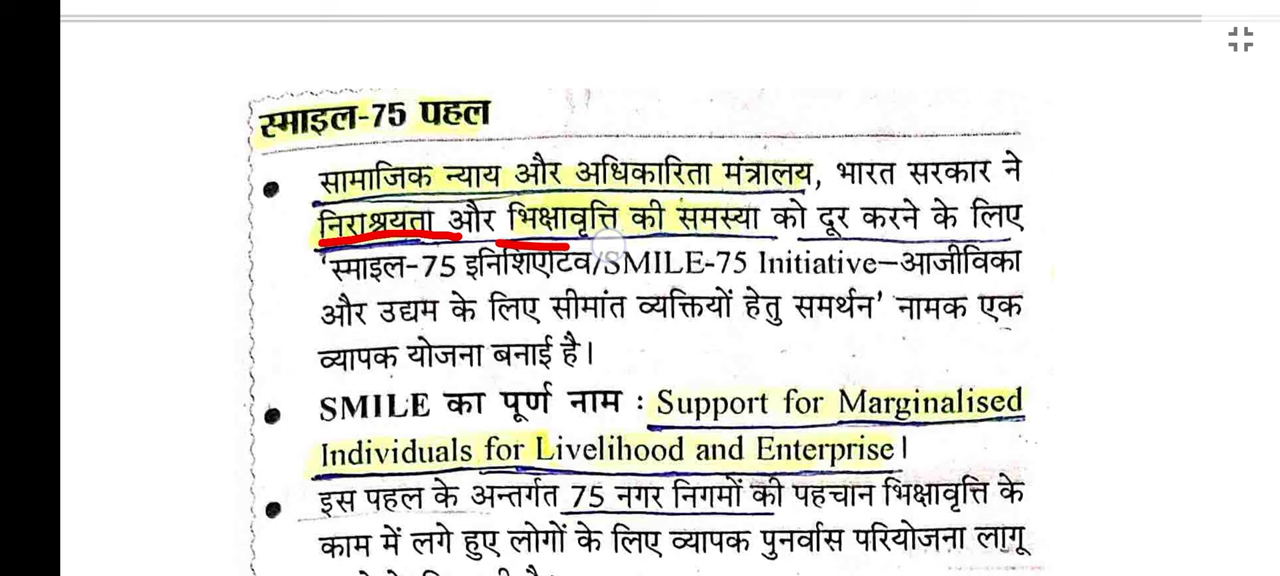 स्माइल-75 पहल
● सामाजिक न्याय और अधिकारिता मंत्रालय, भारत सरकार ने
निराश्रयता और भिक्षावृत्ति की समस्या को दूर करने के लिए
'स्माइल-75 इनिशिएटिव/SMILE-75 Initiative–आजीविका
और उद्यम के लिए सीमांत व्यक्तियों हेतु समर्थन' नामक एक
व्यापक योजना बनाई है।
● SMILE का पूर्ण नाम : Support for Marginalised
Individuals for Livelihood and Enterprise।
● इस पहल के अन्तर्गत 75 नगर निगमों की पहचान भिक्षावृत्ति के
काम में लगे हुए लोगों के लिए व्यापक पुनर्वास परियोजना लागू